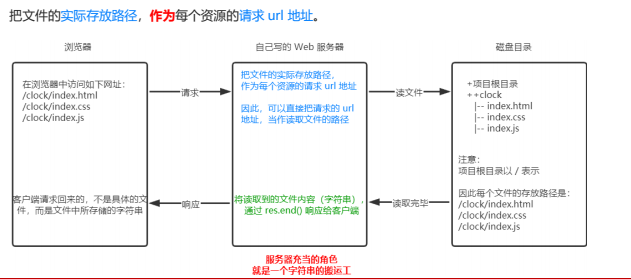 把文件的实际存放路径，作为每个资源的请求 url 地址。
浏览器
自己写的 Web 服务器
磁盘目录
在浏览器中访问如下网址：
/clock/index.html
/clock/index.css
/clock/index.js
客户端请求回来的，不是具体的文
件，而是文件中所存储的字符串
请求
响应
把文件的实际存放路径，
作为每个资源的请求 url 地址
因此，可以直接把请求的 url
地址，当作读取文件的路径
将读取到的文件内容（字符串），
通过 res.end() 响应给客户端
读文件
读取完毕
+项目根目录
++clock
|-- index.html
|-- index.css
|-- index.js
注意：
项目根目录以 / 表示
因此每个文件的存放路径是：
/clock/index.html
/clock/index.css
/clock/index.js
服务器充当的角色
就是一个字符串的搬运工